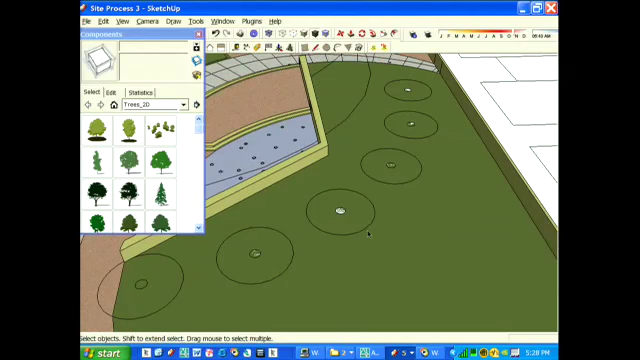 Site Process 3 - SketchUp
File Edit View Camera Draw Tools Window Plugins Help
Components
Select Edit Statistics
Trees_2D
Select objects. Shift to extend select. Drag mouse to select multiple.
start
5:28 PM